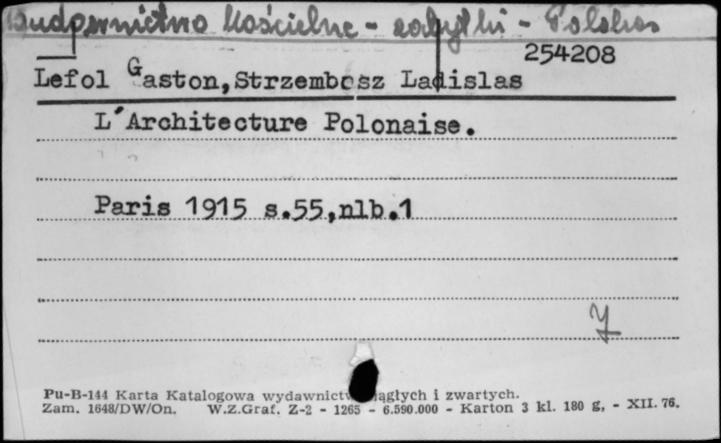 Budownictwo kościelne - zabytki - Polska
254208
Lefol Gaston,Strzembosz Ladislas
L´Architecture Polonaise.
Paris 1915 s.55,nlb.1
Pu-B-144 Karta Katalogowa wydawnictw ciągłych i zwartych.
Zam. 1648/DW/On. W.Z.Graf. Z-2 - 1265 - 6.590.000 - Karton 3 kl. 180 g. - XII. 76.